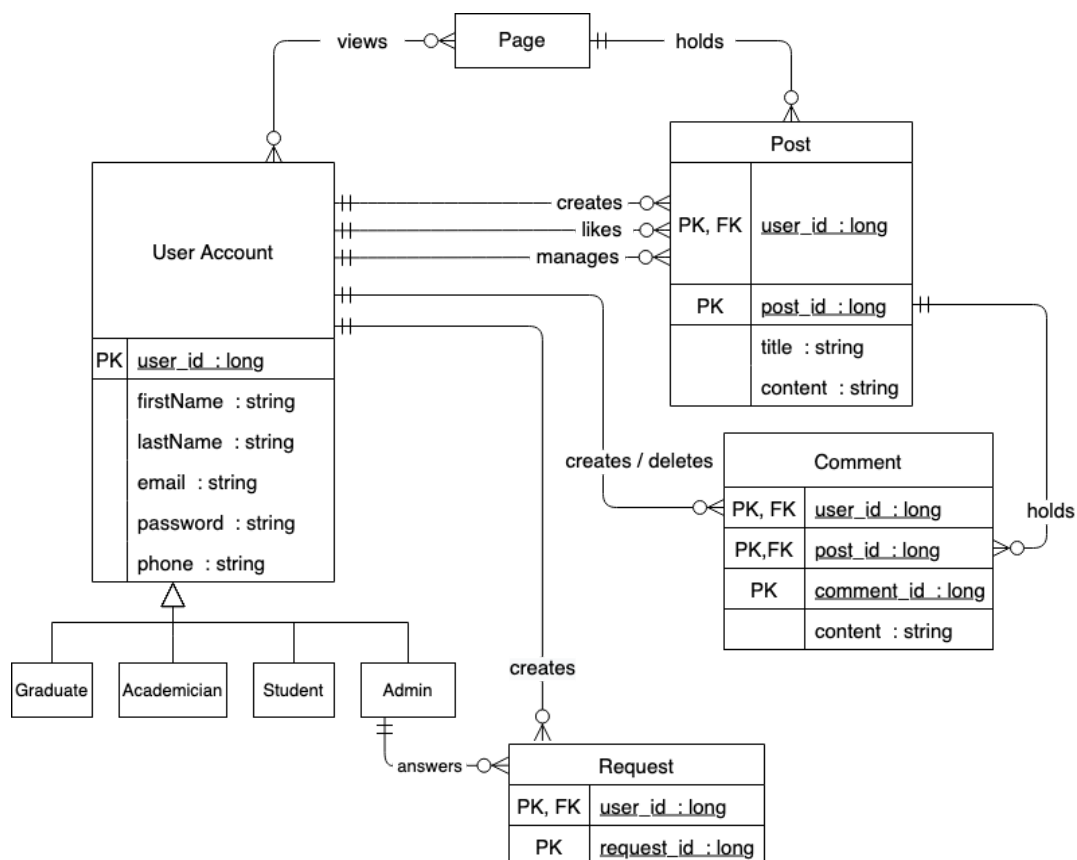 views
Page
holds
Post
PK, FK
user_id : long
PK
post_id : long
title : string
content : string
creates
likes
manages
User Account
PK
user_id : long
firstName : string
lastName : string
email : string
password : string
phone : string
creates / deletes
Comment
PK, FK
user_id : long
PK,FK
post_id : long
PK
comment_id : long
content : string
holds
Graduate
Academician
Student
Admin
creates
answers
Request
PK, FK
user_id : long
PK
request_id : long